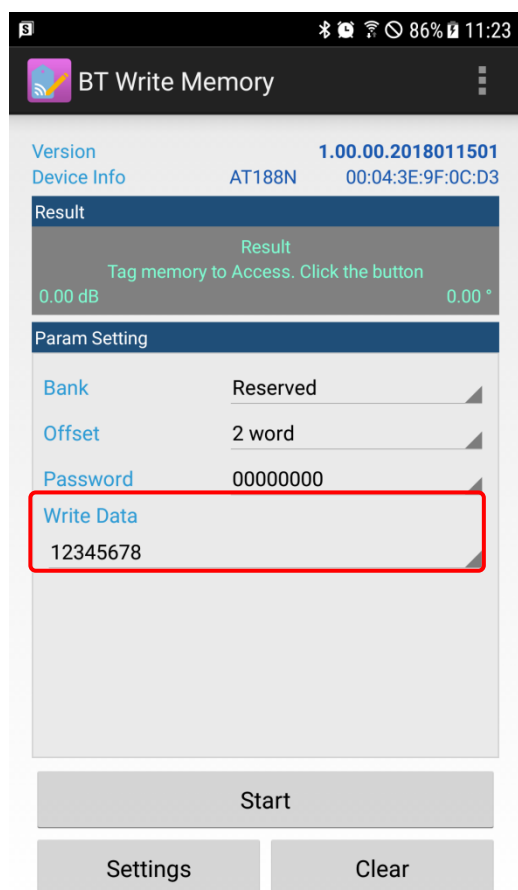 S 86% 11:23
BT Write Memory
Version 1.00.00.2018011501
Device Info AT188N 00:04:3E:9F:0C:D3
Result
Result
Tag memory to Access. Click the button
0.00 dB 0.00 °
Param Setting
Bank Reserved
Offset 2 word
Password 00000000
Write Data
12345678
Start
Settings Clear